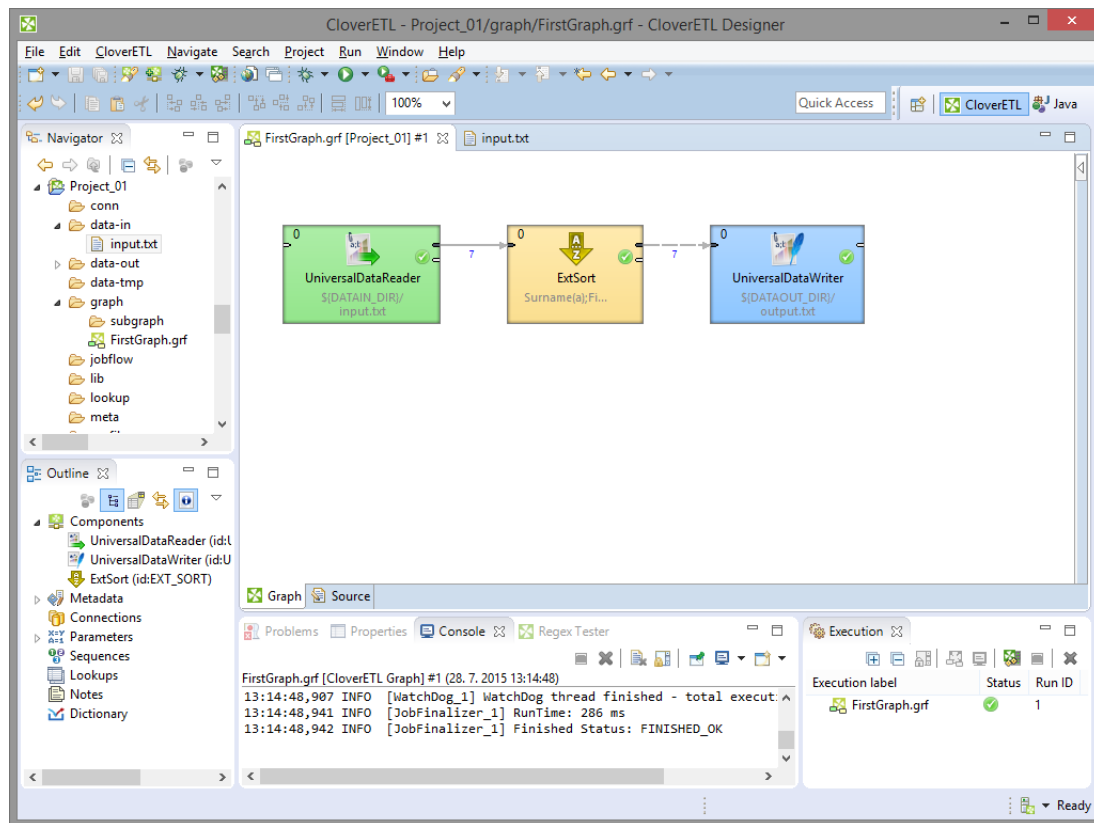 CloverETL - Project_01/graph/FirstGraph.grf - CloverETL Designer
File Edit CloverETL Navigate Search Project Run Window Help
100%
Quick Access
CloverETL
Java
Navigator
Project_01
conn
data-in
input.txt
data-out
data-tmp
graph
subgraph
FirstGraph.grf
jobflow
lib
lookup
meta
FirstGraph.grf [Project_01] #1
input.txt
0
UniversalDataReader
${DATAIN_DIR}/
input.txt
7
0
ExtSort
Surname(a);Fi...
7
0
UniversalDataWriter
${DATAOUT_DIR}/
output.txt
Graph Source
Outline
Components
UniversalDataReader (id:U
UniversalDataWriter (id:U
ExtSort (id:EXT_SORT)
Metadata
Connections
Parameters
Sequences
Lookups
Notes
Dictionary
Problems Properties Console Regex Tester
FirstGraph.grf [CloverETL Graph] #1 (28. 7. 2015 13:14:48)
13:14:48,907 INFO [WatchDog_1] WatchDog thread finished - total executi
13:14:48,941 INFO [JobFinalizer_1] RunTime: 286 ms
13:14:48,942 INFO [JobFinalizer_1] Finished Status: FINISHED_OK
Execution
Execution label Status Run ID
FirstGraph.grf 1
Ready